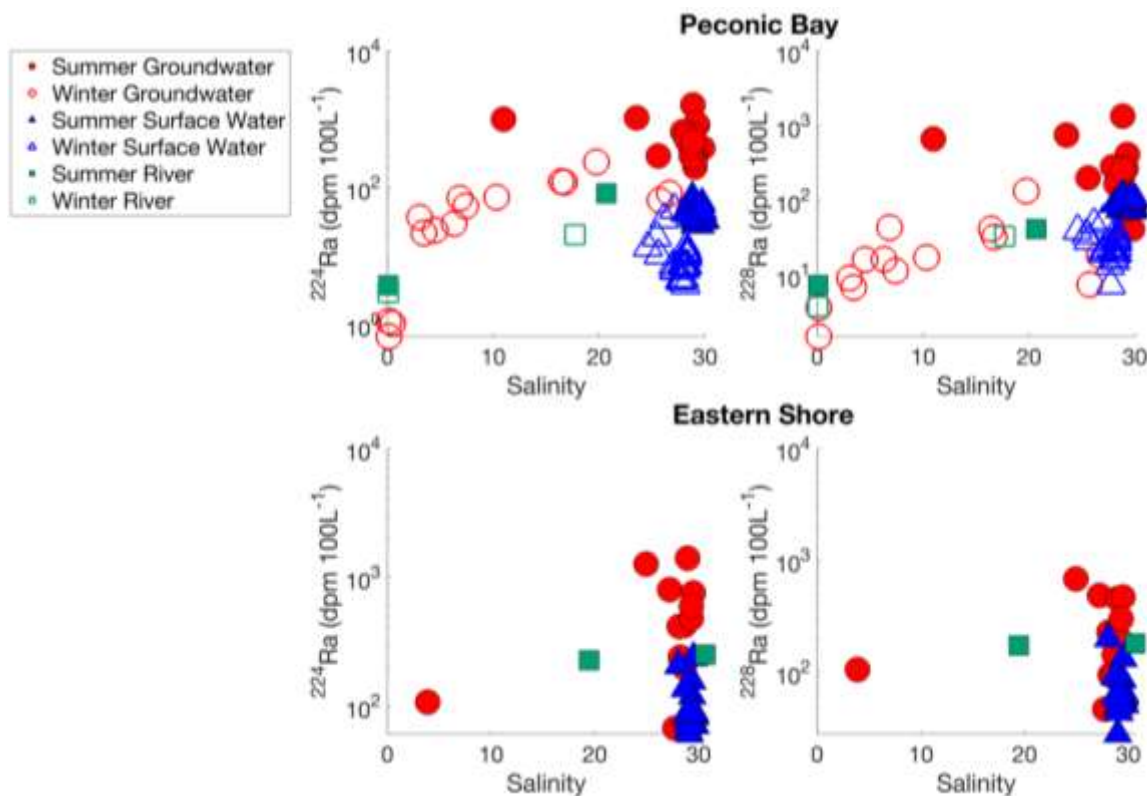 Peconic Bay
Summer Groundwater
Winter Groundwater
Summer Surface Water
Winter Surface Water
Summer River
Winter River
10⁴
10²
10⁰
²²⁴Ra (dpm 100L⁻¹)
0 10 20 30
Salinity
10⁴
10³
10²
10¹
²²⁸Ra (dpm 100L⁻¹)
0 10 20 30
Salinity
Eastern Shore
10⁴
10³
10²
²²⁴Ra (dpm 100L⁻¹)
0 10 20 30
Salinity
10⁴
10³
10²
²²⁸Ra (dpm 100L⁻¹)
0 10 20 30
Salinity